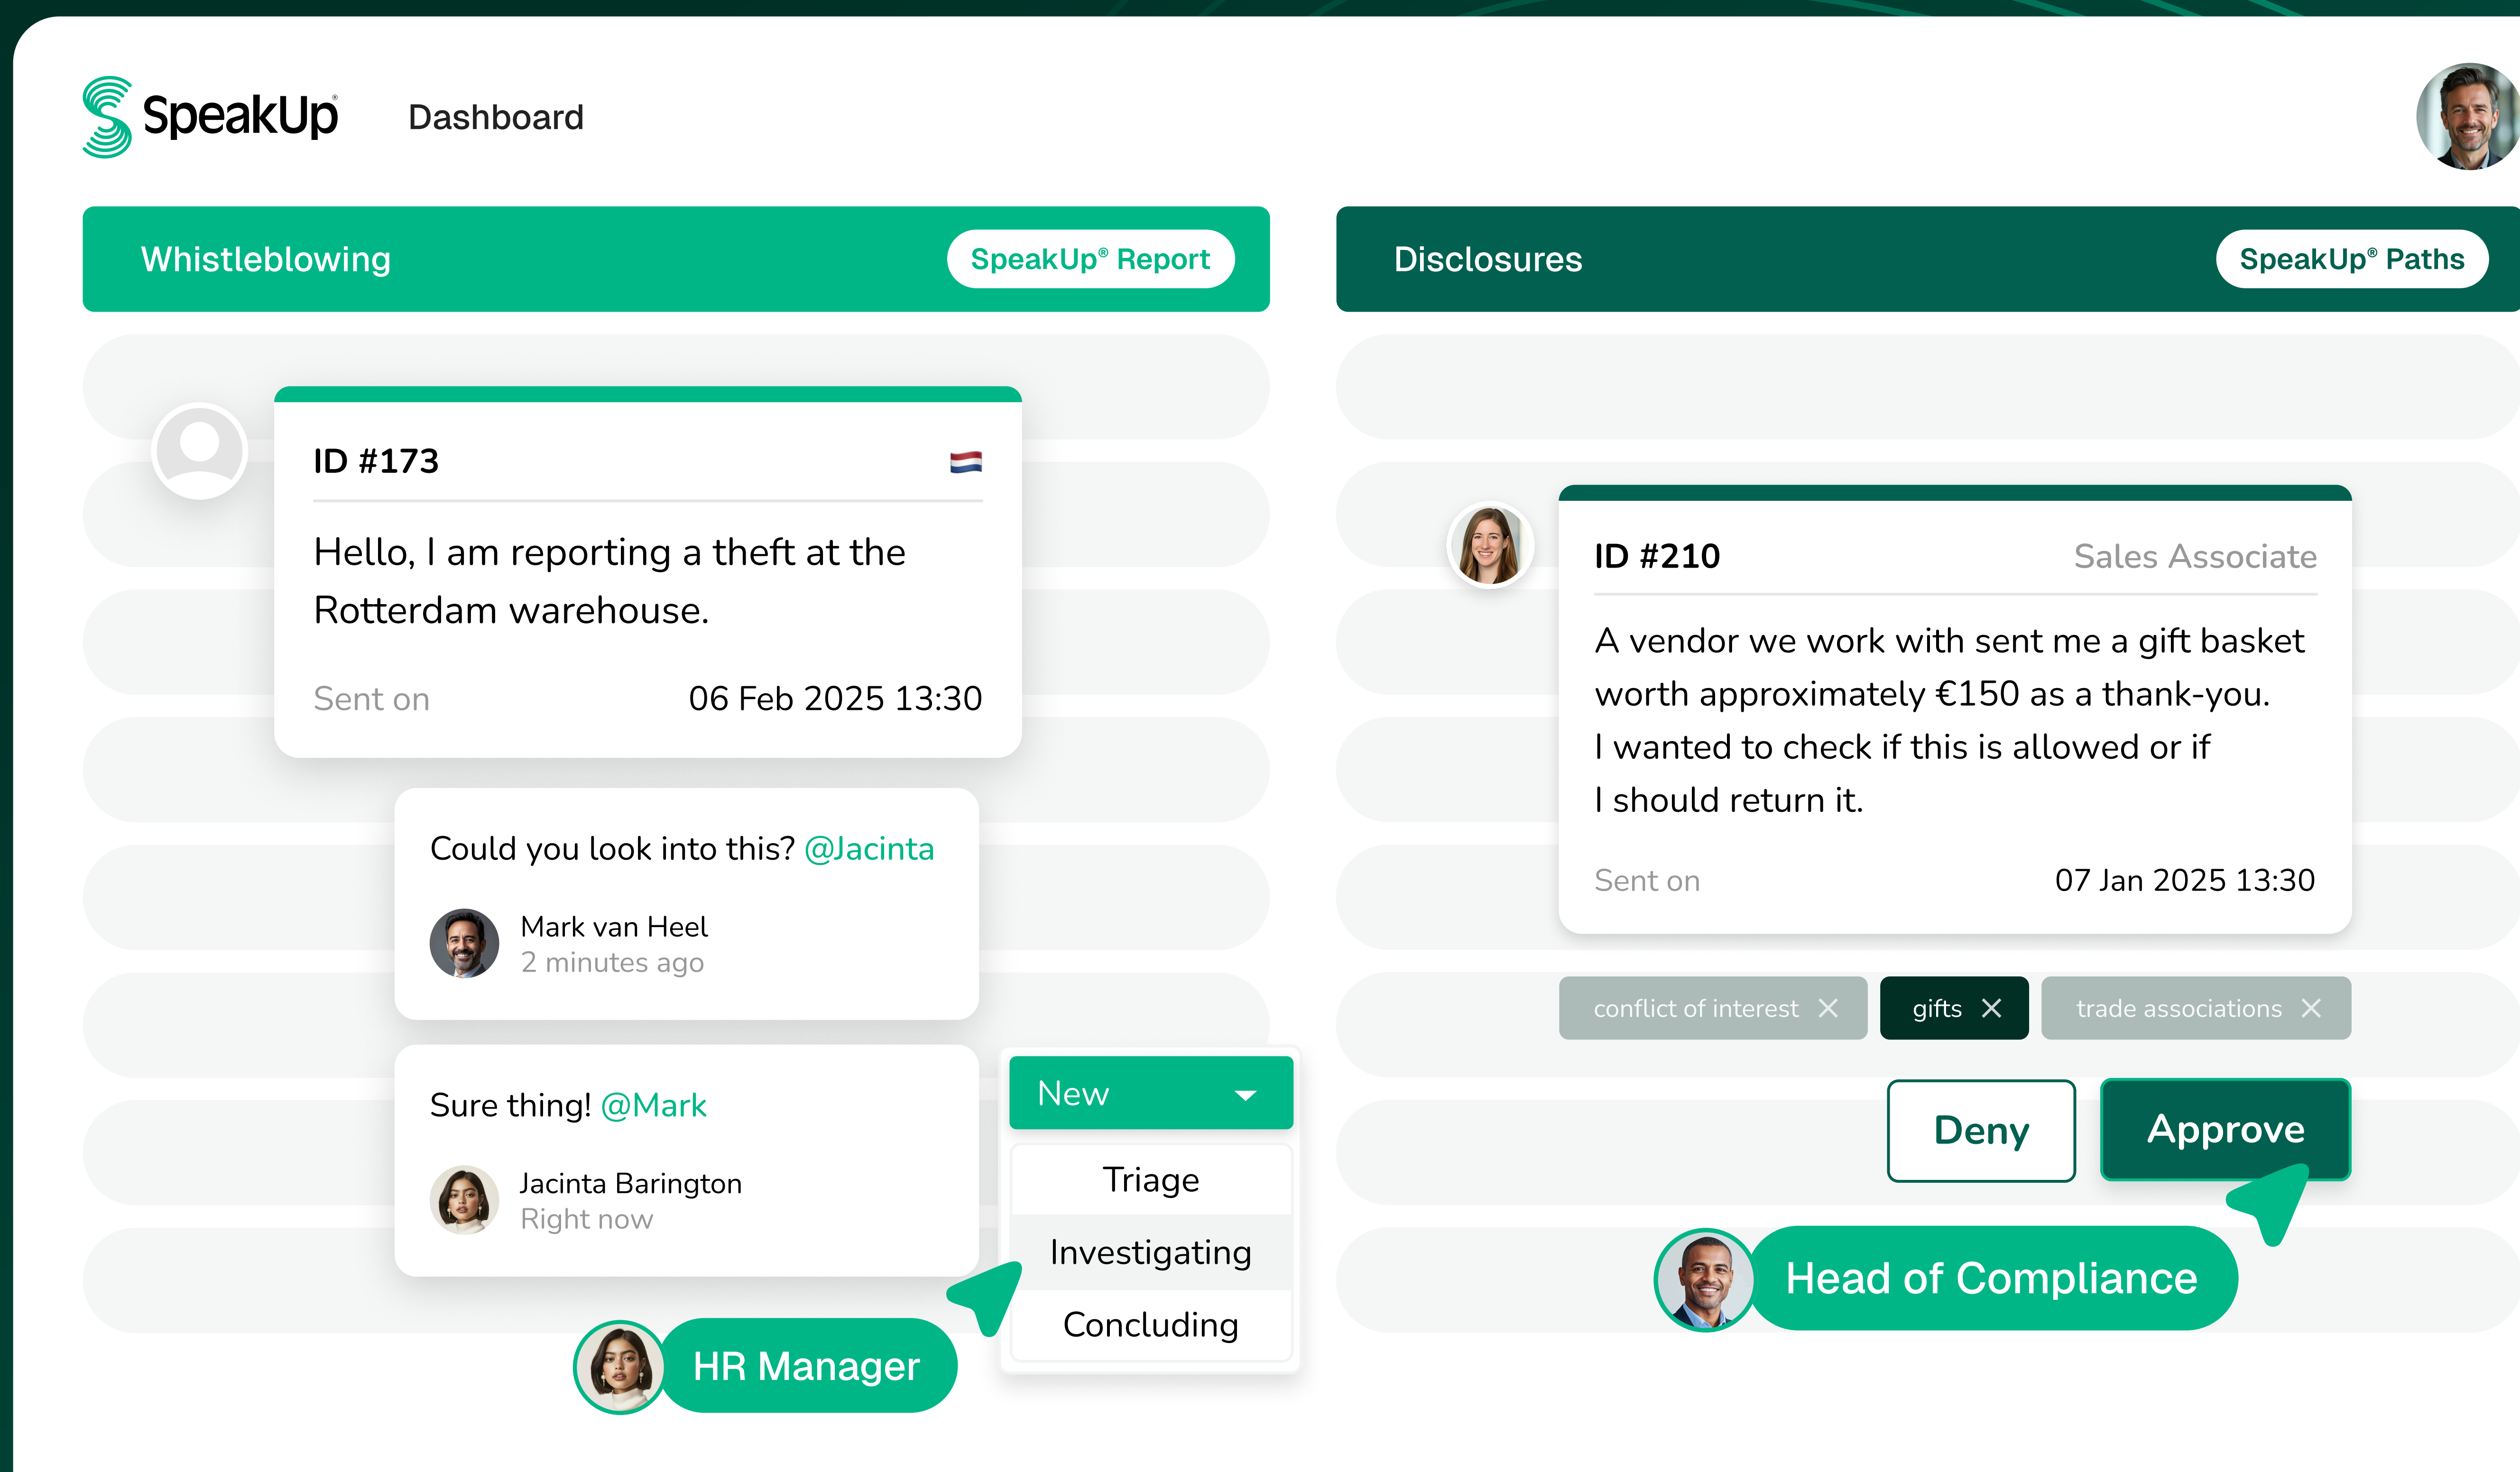 SpeakUp®
Dashboard
Whistleblowing
SpeakUp® Report
ID #173
Hello, I am reporting a theft at the
Rotterdam warehouse.
Sent on 06 Feb 2025 13:30
Could you look into this? @Jacinta
Mark van Heel
2 minutes ago
Sure thing! @Mark
Jacinta Barington
Right now
New
Triage
Investigating
Concluding
HR Manager
Disclosures
SpeakUp® Paths
ID #210
Sales Associate
A vendor we work with sent me a gift basket
worth approximately €150 as a thank-you.
I wanted to check if this is allowed or if
I should return it.
Sent on 07 Jan 2025 13:30
conflict of interest
gifts
trade associations
Deny
Approve
Head of Compliance